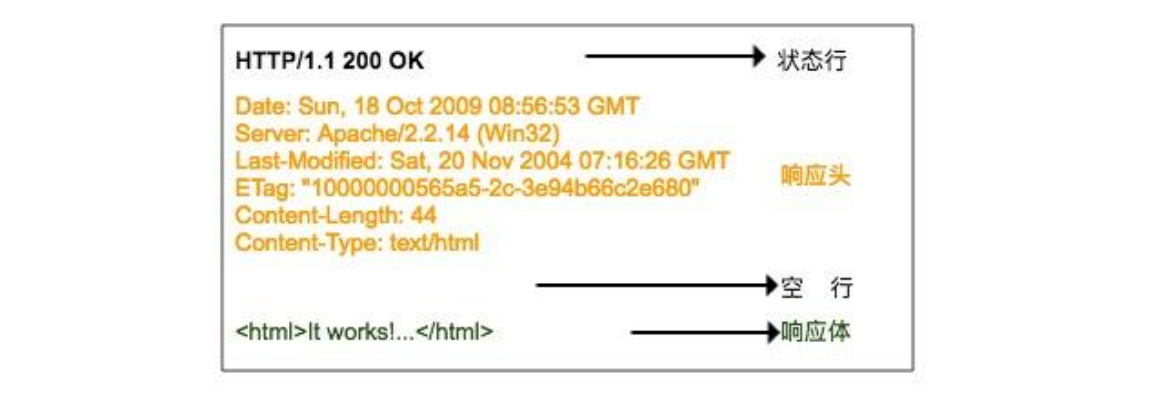 HTTP/1.1 200 OK 状态行
Date: Sun, 18 Oct 2009 08:56:53 GMT
Server: Apache/2.2.14 (Win32)
Last-Modified: Sat, 20 Nov 2004 07:16:26 GMT
响应头
ETag: "10000000565a5-2c-3e94b66c2e680"
Content-Length: 44
Content-Type: text/html
空 行
<html>It works!...</html> 响应体